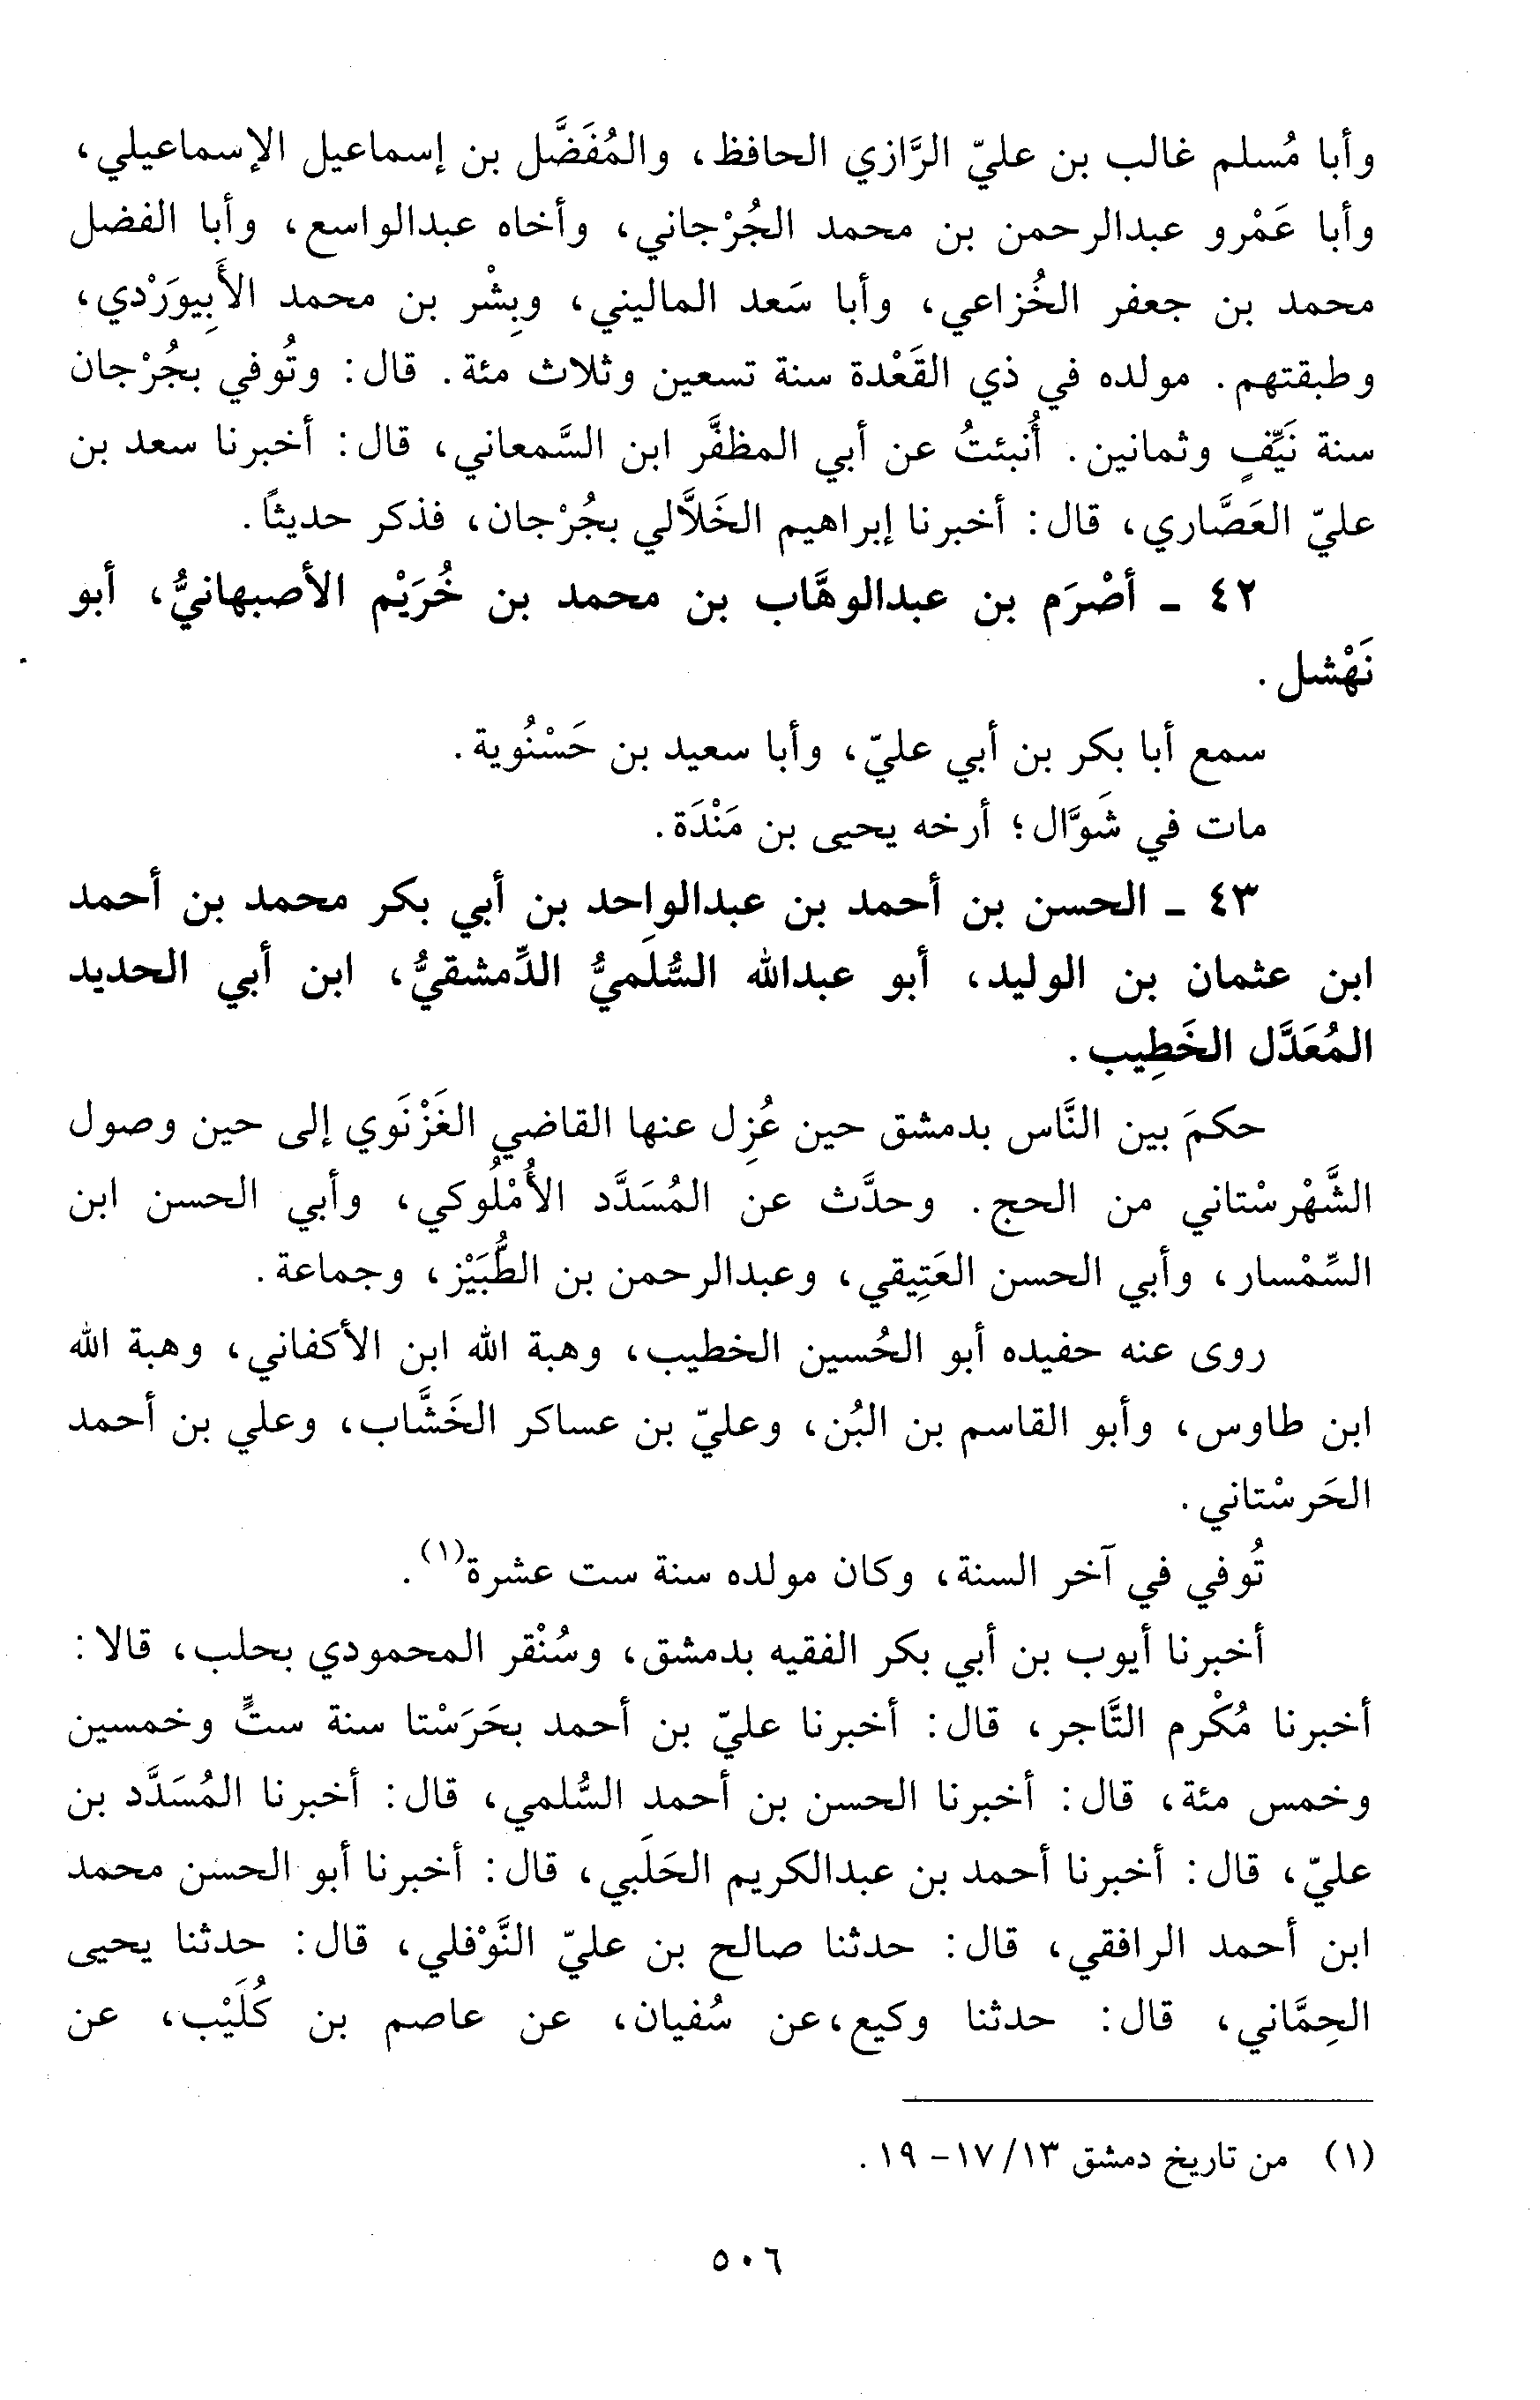 وأبا مُسلم غالب بن عليّ الرَّازي الحافظ، والمُفَضَّل بن إسماعيل الإسماعيلي،
وأبا عَمْرو عبدالرحمن بن محمد الجُرْجاني، وأخاه عبدالواسع، وأبا الفضل
محمد بن جعفر الخُزاعي، وأبا سَعد الماليني، وبِشْر بن محمد الأَبِيوَرْدي،
وطبقتهم. مولده في ذي القَعْدة سنة تسعين وثلاث مئة. قال: وتُوفي بجُرْجان
سنة نَيِّفٍ وثمانين. أُنبئتُ عن أبي المظفَّر ابن السَّمعاني، قال: أخبرنا سعد بن
عليّ العَصَّاري، قال: أخبرنا إبراهيم الخَلاَّلي بجُرْجان، فذكر حديثاً.
٤٢ ـ أصْرَم بن عبدالوهَّاب بن محمد بن خُرَيْم الأصبهانيُّ، أبو
نَهْشل.
سمع أبا بكر بن أبي عليّ، وأبا سعيد بن حَسْنُوية.
مات في شَوَّال؛ أرخه يحيى بن مَنْدَة.
٤٣ ـ الحسن بن أحمد بن عبدالواحد بن أبي بكر محمد بن أحمد
ابن عثمان بن الوليد، أبو عبدالله السُّلَميُّ الدِّمشقيُّ، ابن أبي الحديد
المُعَدَّل الخَطِيب.
حكمَ بين النَّاس بدمشق حين عُزِل عنها القاضي الغَزْنَوي إلى حين وصول
الشَّهْرسْتاني من الحج. وحدَّث عن المُسَدَّد الأُمْلُوكي، وأبي الحسن ابن
السِّمْسار، وأبي الحسن العَتِيقي، وعبدالرحمن بن الطُّبَيْز، وجماعة.
روى عنه حفيده أبو الحُسين الخطيب، وهبة الله ابن الأكفاني، وهبة الله
ابن طاوس، وأبو القاسم بن البُن، وعليّ بن عساكر الخَشَّاب، وعلي بن أحمد
الحَرسْتاني.
تُوفي في آخر السنة، وكان مولده سنة ست عشرة(١).
أخبرنا أيوب بن أبي بكر الفقيه بدمشق، وسُنْقر المحمودي بحلب، قالا:
أخبرنا مُكْرم التَّاجر، قال: أخبرنا عليّ بن أحمد بحَرَسْتا سنة ستٍّ وخمسين
وخمس مئة، قال: أخبرنا الحسن بن أحمد السُّلمي، قال: أخبرنا المُسَدَّد بن
عليّ، قال: أخبرنا أحمد بن عبدالكريم الحَلَبي، قال: أخبرنا أبو الحسن محمد
ابن أحمد الرافقي، قال: حدثنا صالح بن عليّ النَّوْفلي، قال: حدثنا يحيى
الحِمَّاني، قال: حدثنا وكيع،عن سُفيان، عن عاصم بن كُلَيْب، عن
(١) من تاريخ دمشق ١٣/ ١٧- ١٩.
٥٠٦